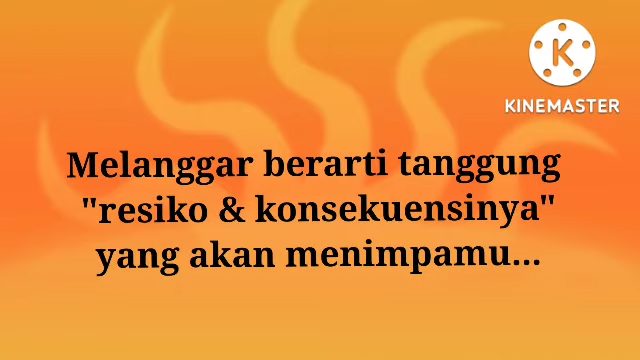 KINEMASTER
Melanggar berarti tanggung
"resiko & konsekuensinya"
yang akan menimpamu...